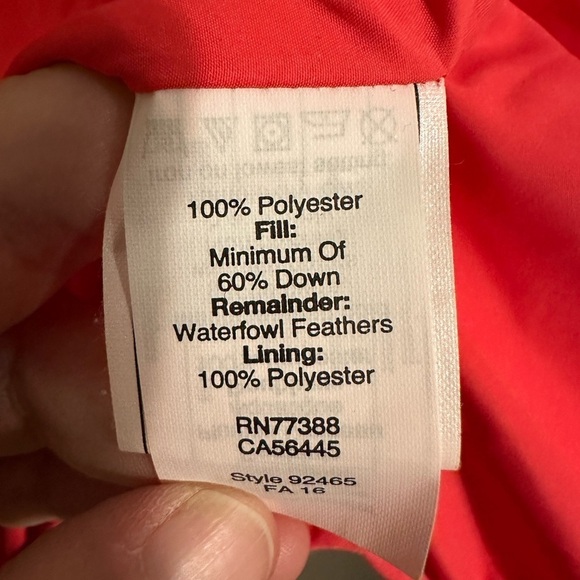 100% Polyester
Fill:
Minimum Of
60% Down
Remainder:
Waterfowl Feathers
Lining:
100% Polyester
RN77388
CA56445
Style 92465
FA 16